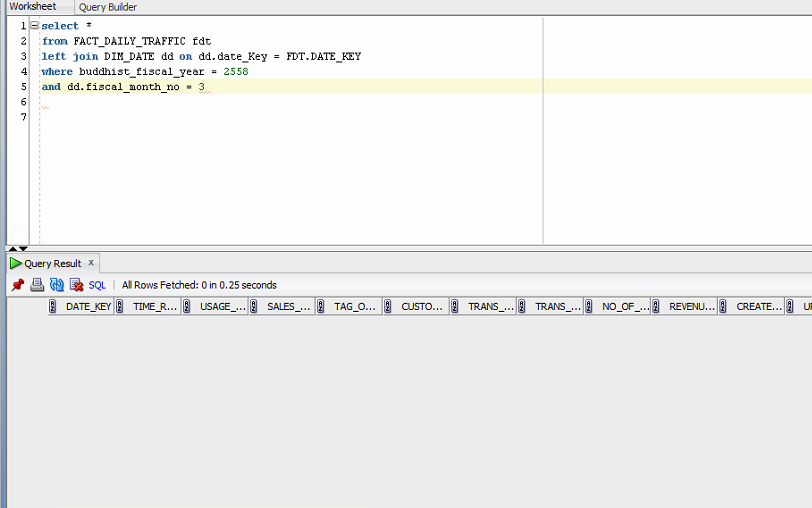 Worksheet Query Builder
1 select *
2 from FACT_DAILY_TRAFFIC fdt
3 left join DIM_DATE dd on dd.date_Key = FDT.DATE_KEY
4 where buddhist_fiscal_year = 2558
5 and dd.fiscal_month_no = 3
6
7
Query Result x
SQL | All Rows Fetched: 0 in 0.25 seconds
DATE_KEY TIME_R... USAGE_... SALES_... TAG_O... CUSTO... TRANS_... TRANS_... NO_OF_... REVENU... CREATE... UP